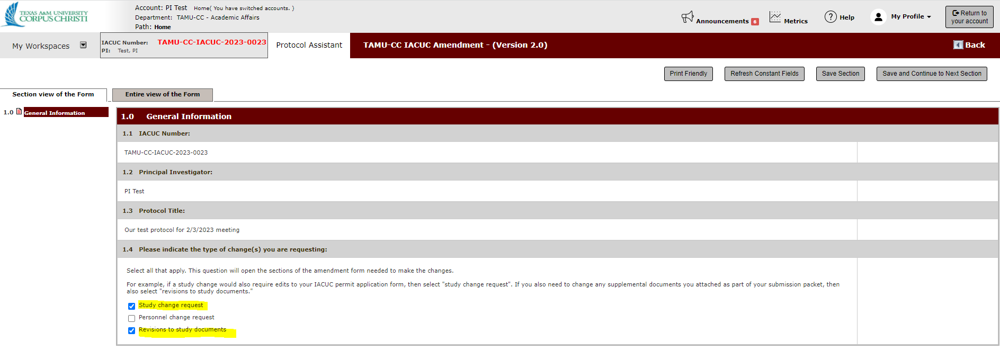 TEXAS A&M UNIVERSITY
CORPUS CHRISTI
Account: PI Test Home( You have switched accounts. )
Department: TAMU-CC - Academic Affairs
Path: Home
Announcements 6
Metrics
Help
My Profile
Return to
your account
My Workspaces
IACUC Number: TAMU-CC-IACUC-2023-0023
PI: Test, PI
Protocol Assistant
TAMU-CC IACUC Amendment - (Version 2.0)
Back
Print Friendly
Refresh Constant Fields
Save Section
Save and Continue to Next Section
Section view of the Form
Entire view of the Form
1.0 General Information
1.0 General Information
1.1 IACUC Number:
TAMU-CC-IACUC-2023-0023
1.2 Principal Investigator:
PI Test
1.3 Protocol Title:
Our test protocol for 2/3/2023 meeting
1.4 Please indicate the type of change(s) you are requesting:
Select all that apply. This question will open the sections of the amendment form needed to make the changes.
For example, if a study change would also require edits to your IACUC permit application form, then select "study change request". If you also need to change any supplemental documents you attached as part of your submission packet, then
also select "revisions to study documents."
Study change request
Personnel change request
Revisions to study documents